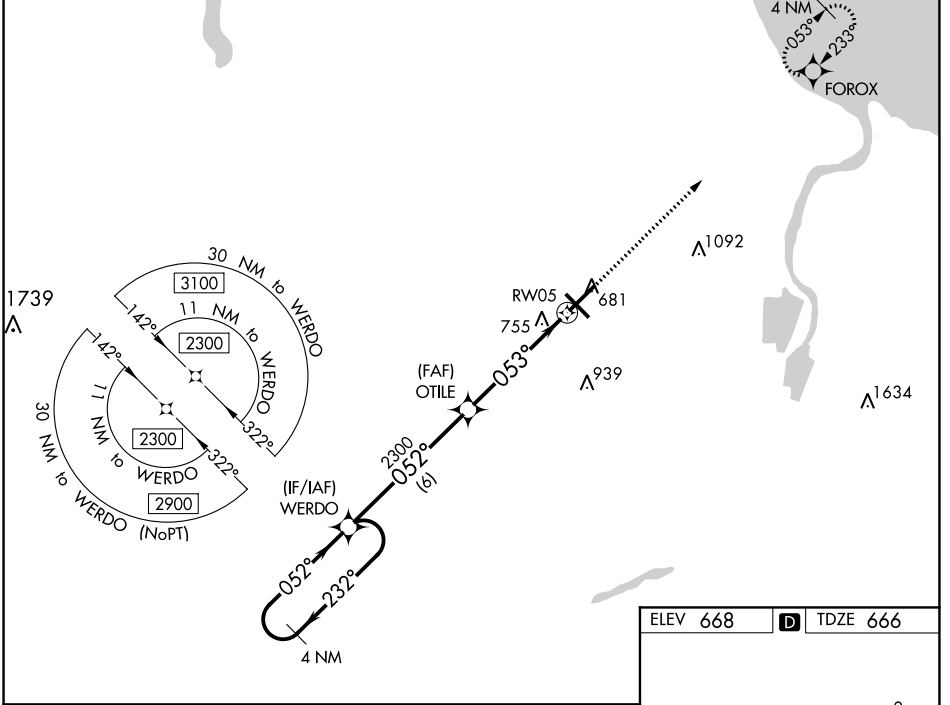 4 NM
053°
233°
FOROX
1092
30 NM to WERDO
3100
1739
142°
11 NM to WERDO
RW05
681
755
2300
142°
(FAF)
OTILE
053°
939
1634
322°
30 NM to WERDO (NoPT)
11 NM to WERDO
2300
322°
2300
052°
(6)
2900
(IF/IAF)
WERDO
052°
232°
4 NM
ELEV 668 D TDZE 666